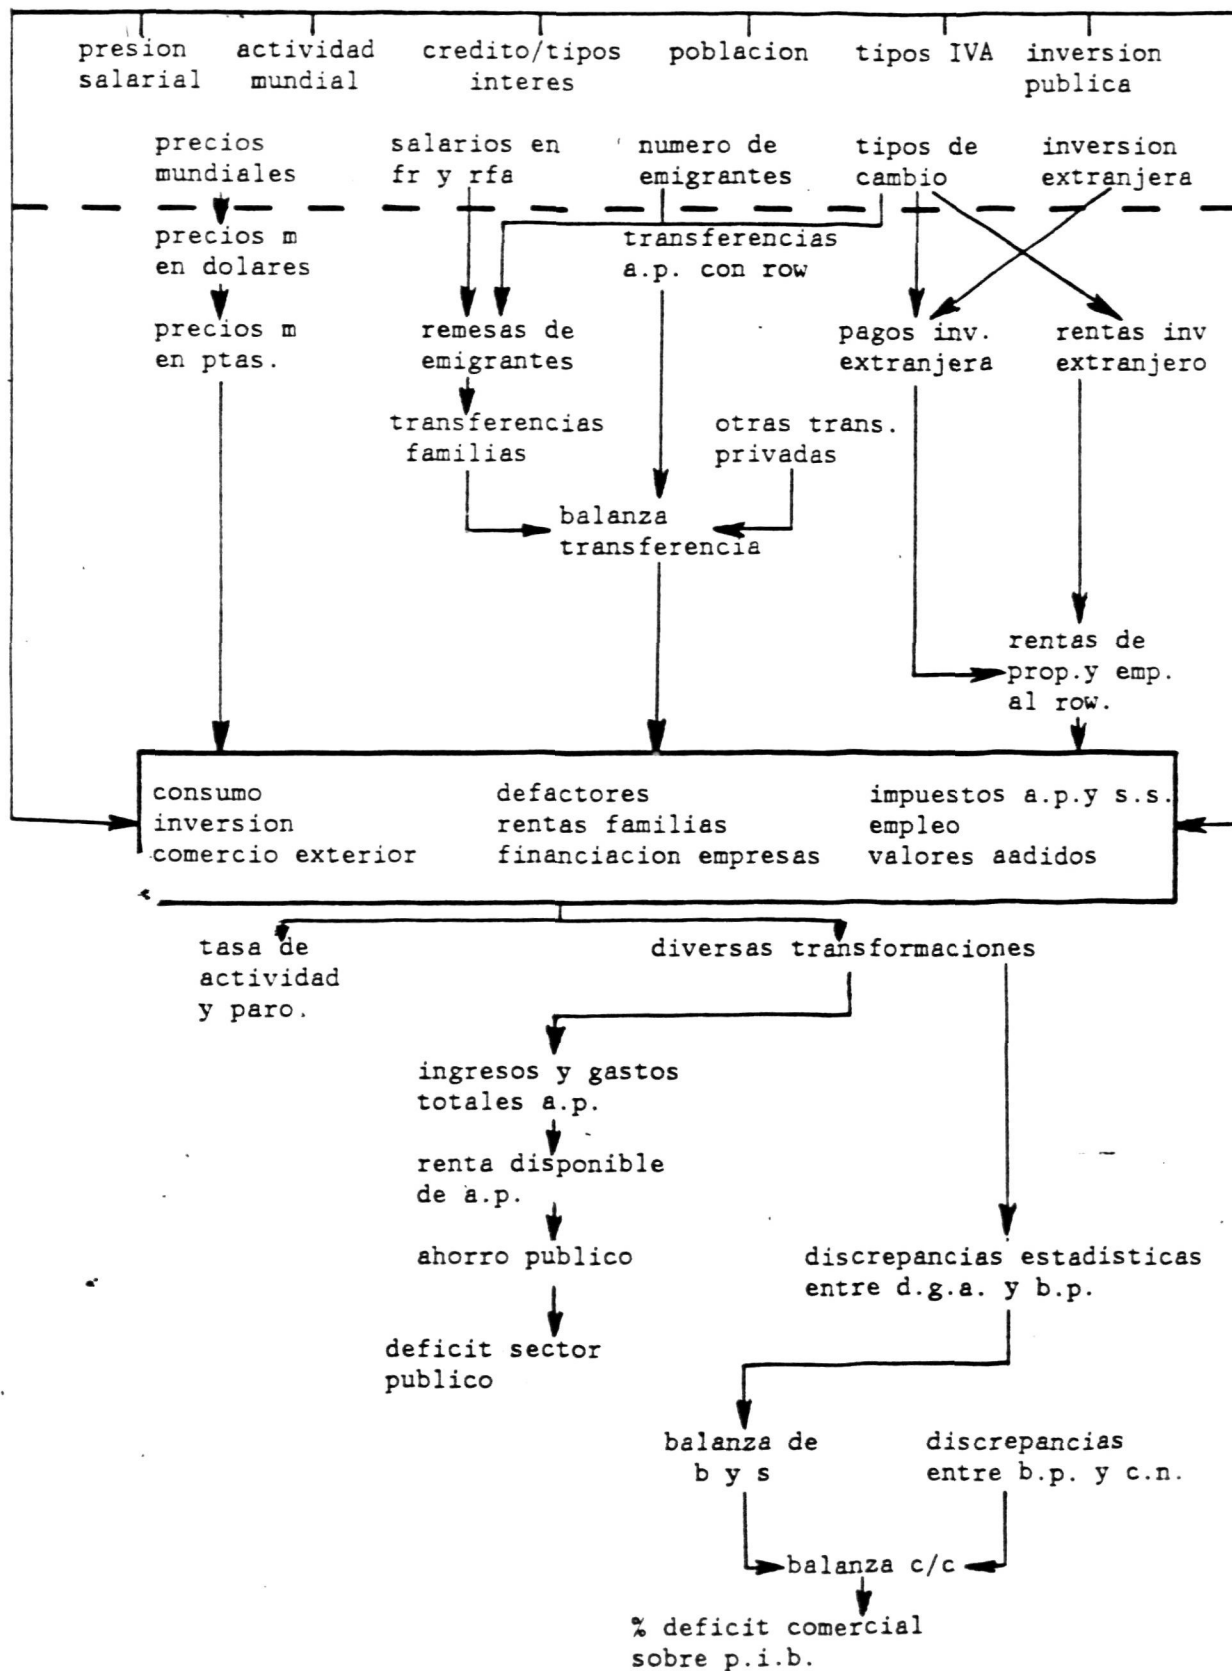 presion actividad credito/tipos poblacion tipos IVA inversion
salarial mundial interes publica
precios salarios en numero de tipos de inversion
mundiales fr y rfa emigrantes cambio extranjera
precios m transferencias
en dolares a.p. con row
precios m remesas de pagos inv. rentas inv
en ptas. emigrantes extranjera extranjero
transferencias otras trans.
familias privadas
balanza
transferencia
rentas de
prop.y emp.
al row.
consumo defactores impuestos a.p.y s.s.
inversion rentas familias empleo
comercio exterior financiacion empresas valores aadidos
tasa de diversas transformaciones
actividad
y paro.
ingresos y gastos
totales a.p.
renta disponible
de a.p.
ahorro publico discrepancias estadisticas
entre d.g.a. y b.p.
deficit sector
publico
balanza de discrepancias
b y s entre b.p. y c.n.
balanza c/c
% deficit comercial
sobre p.i.b.